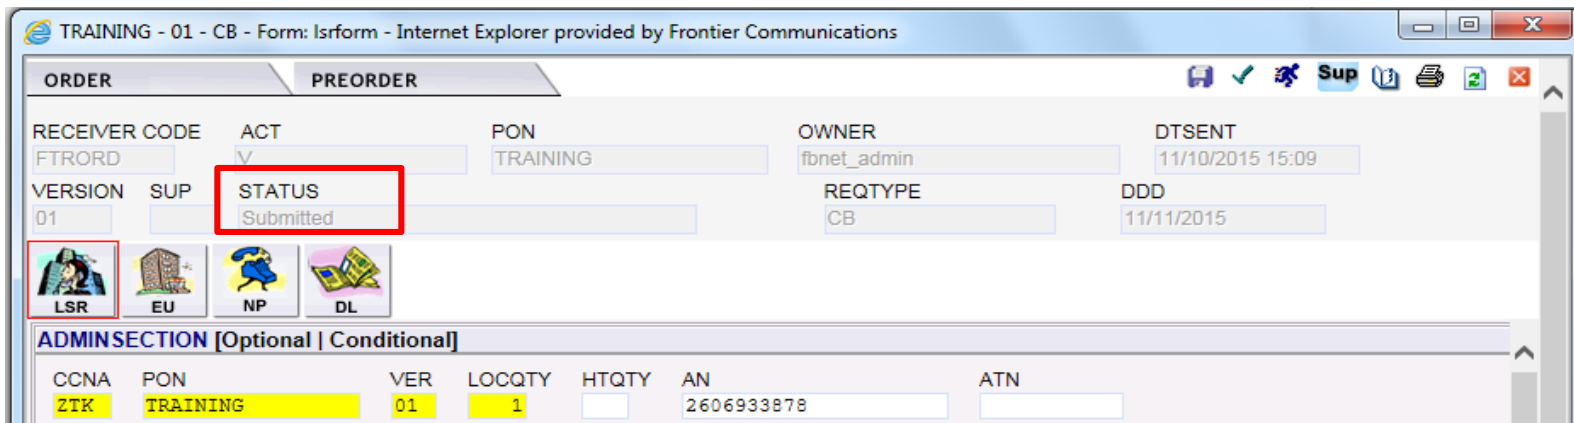 TRAINING - 01 - CB - Form: lsrform - Internet Explorer provided by Frontier Communications
ORDER PREORDER Sup
RECEIVER CODE ACT PON OWNER DTSENT
FTRORD V TRAINING fbnet_admin 11/10/2015 15:09
VERSION SUP STATUS REQTYPE DDD
01 Submitted CB 11/11/2015
LSR EU NP DL
ADMINSECTION [Optional | Conditional]
CCNA PON VER LOCQTY HTQTY AN ATN
ZTK TRAINING 01 1 2606933878